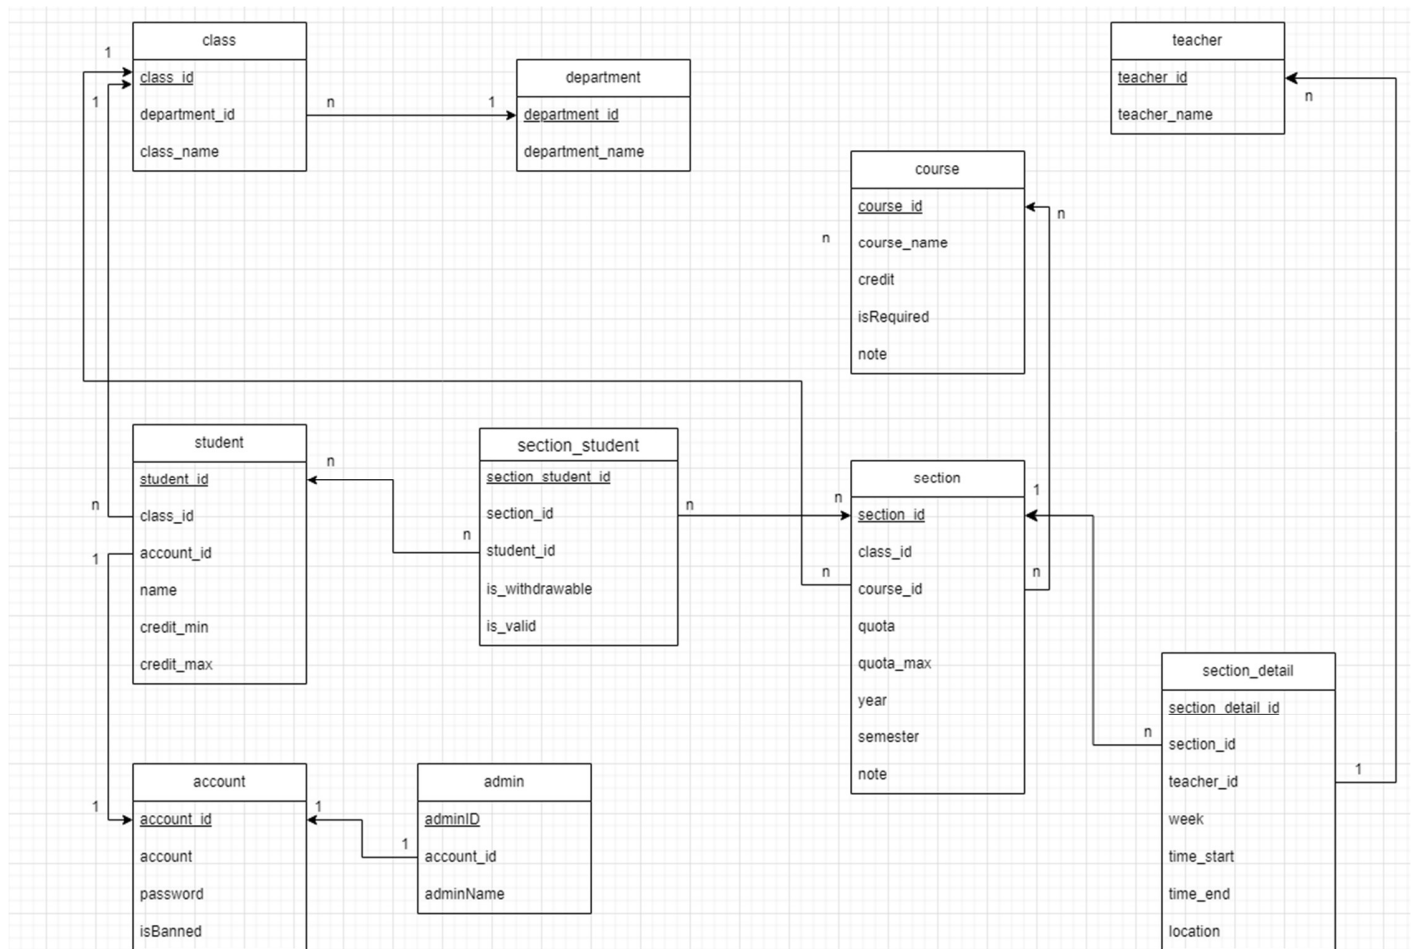 class
class_id
department_id
class_name
1
1
n
1
department
department_id
department_name
teacher
teacher_id
teacher_name
n
course
course_id
course_name
credit
isRequired
note
n
n
student
student_id
class_id
account_id
name
credit_min
credit_max
n
n
1
section_student
section_student_id
section_id
student_id
is_withdrawable
is_valid
n
n
n
n
section
section_id
class_id
course_id
quota
quota_max
year
semester
note
1
n
section_detail
section_detail_id
section_id
teacher_id
week
time_start
time_end
location
n
1
account
account_id
account
password
isBanned
1
1
1
admin
adminID
account_id
adminName